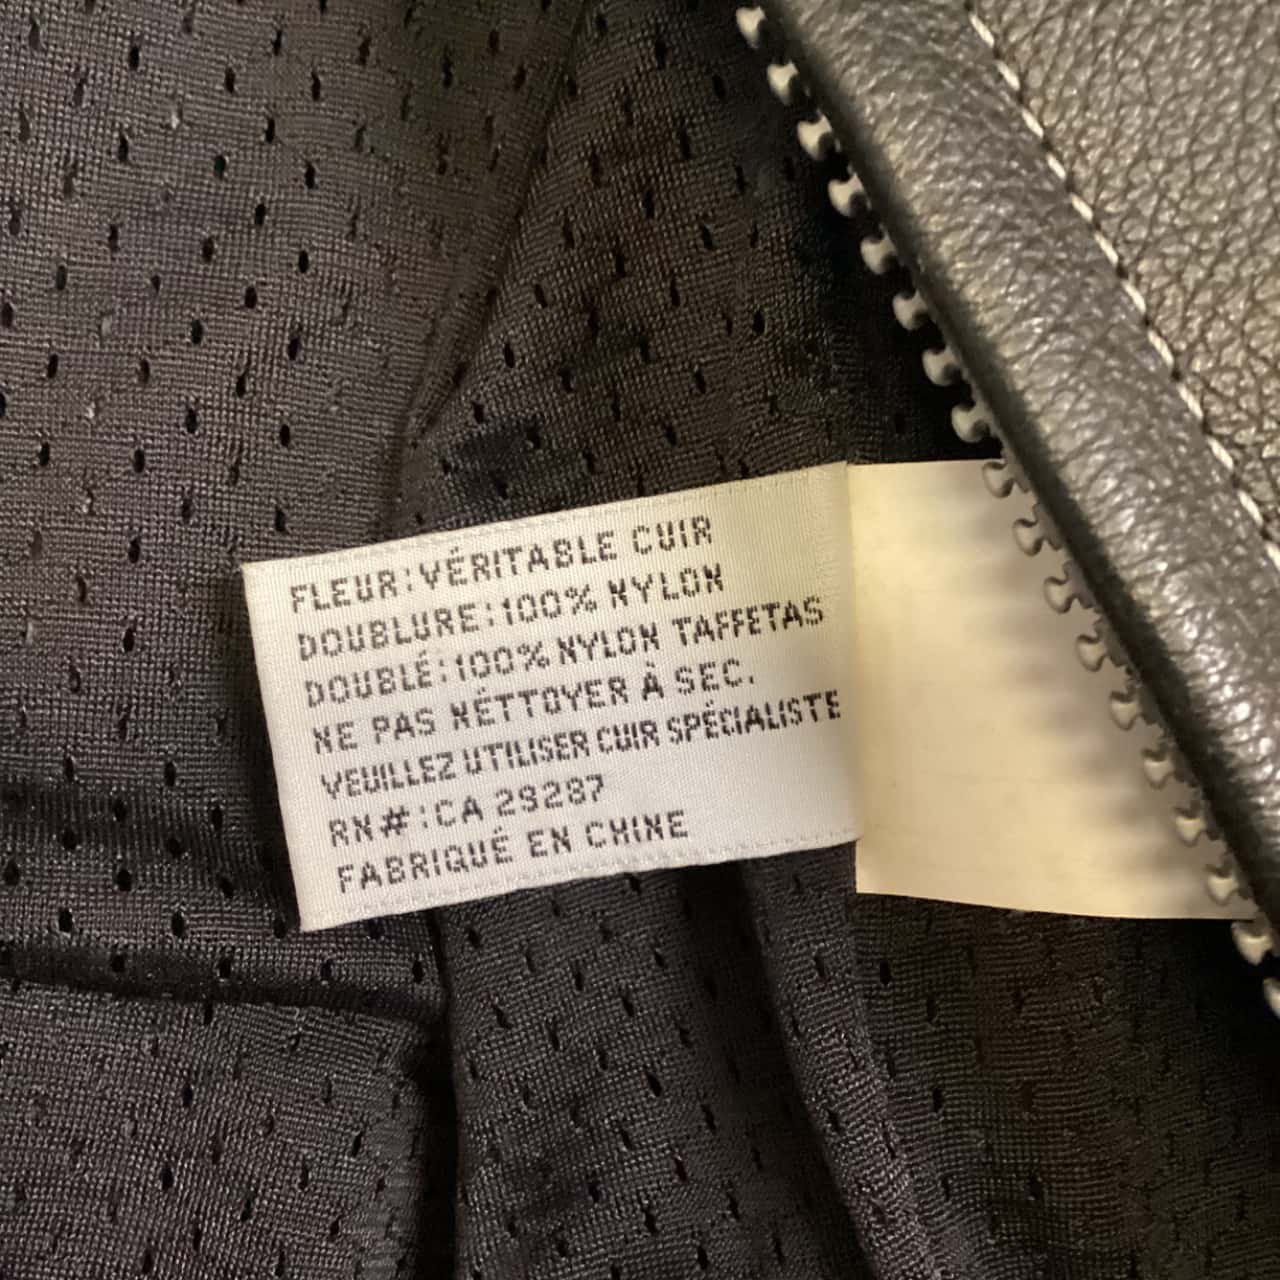 FLEUR:VÉRITABLE CUIR
DOUBLURE:100% NYLON
DOUBLÉ:100% NYLON TAFFETAS
NE PAS NÉTTOYER À SEC.
VEUILLEZ UTILISER CUIR SPÉCIALISTE
RN#:CA 29287
FABRIQUÉ EN CHINE